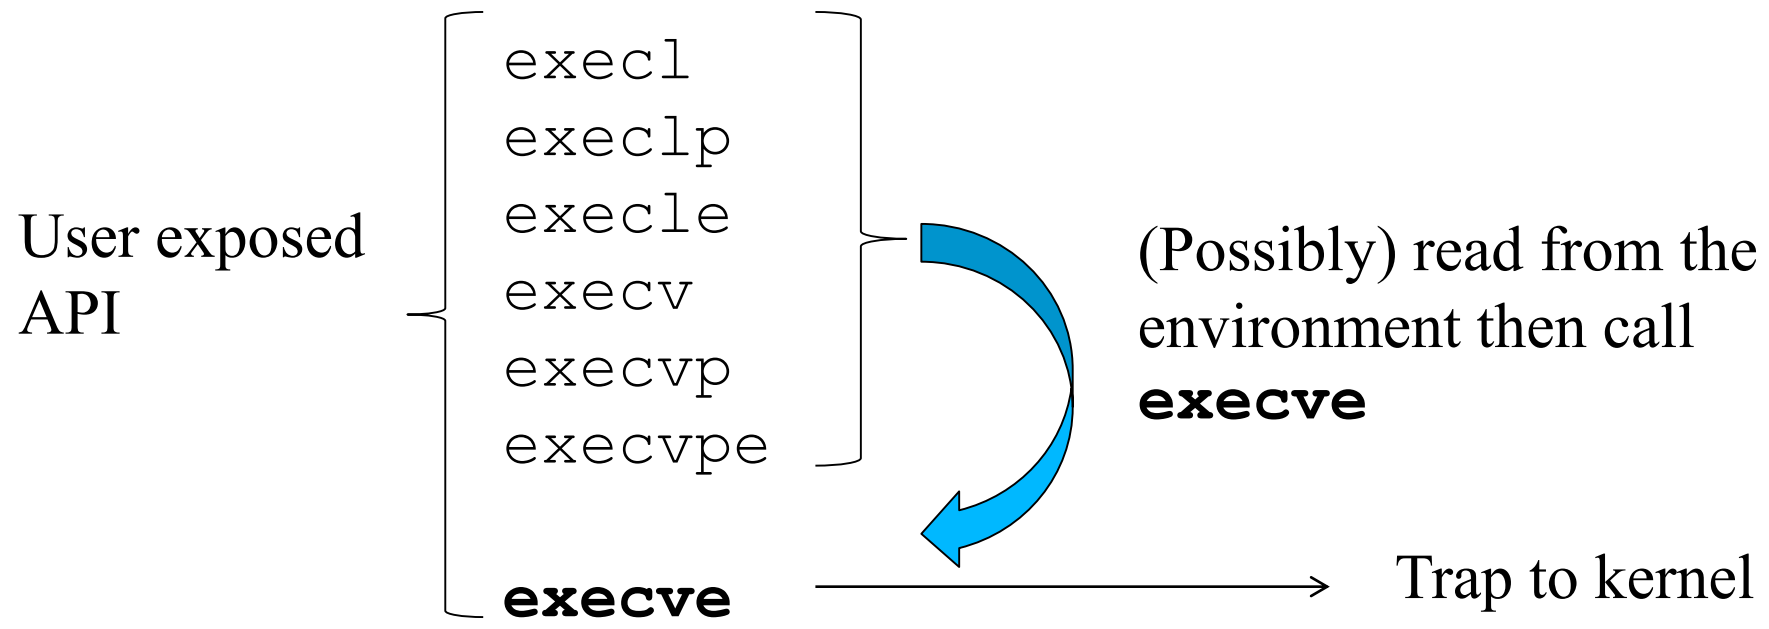 User exposed
API
execl
execlp
execle
execv
execvp
execvpe
execve
(Possibly) read from the
environment then call
execve
Trap to kernel